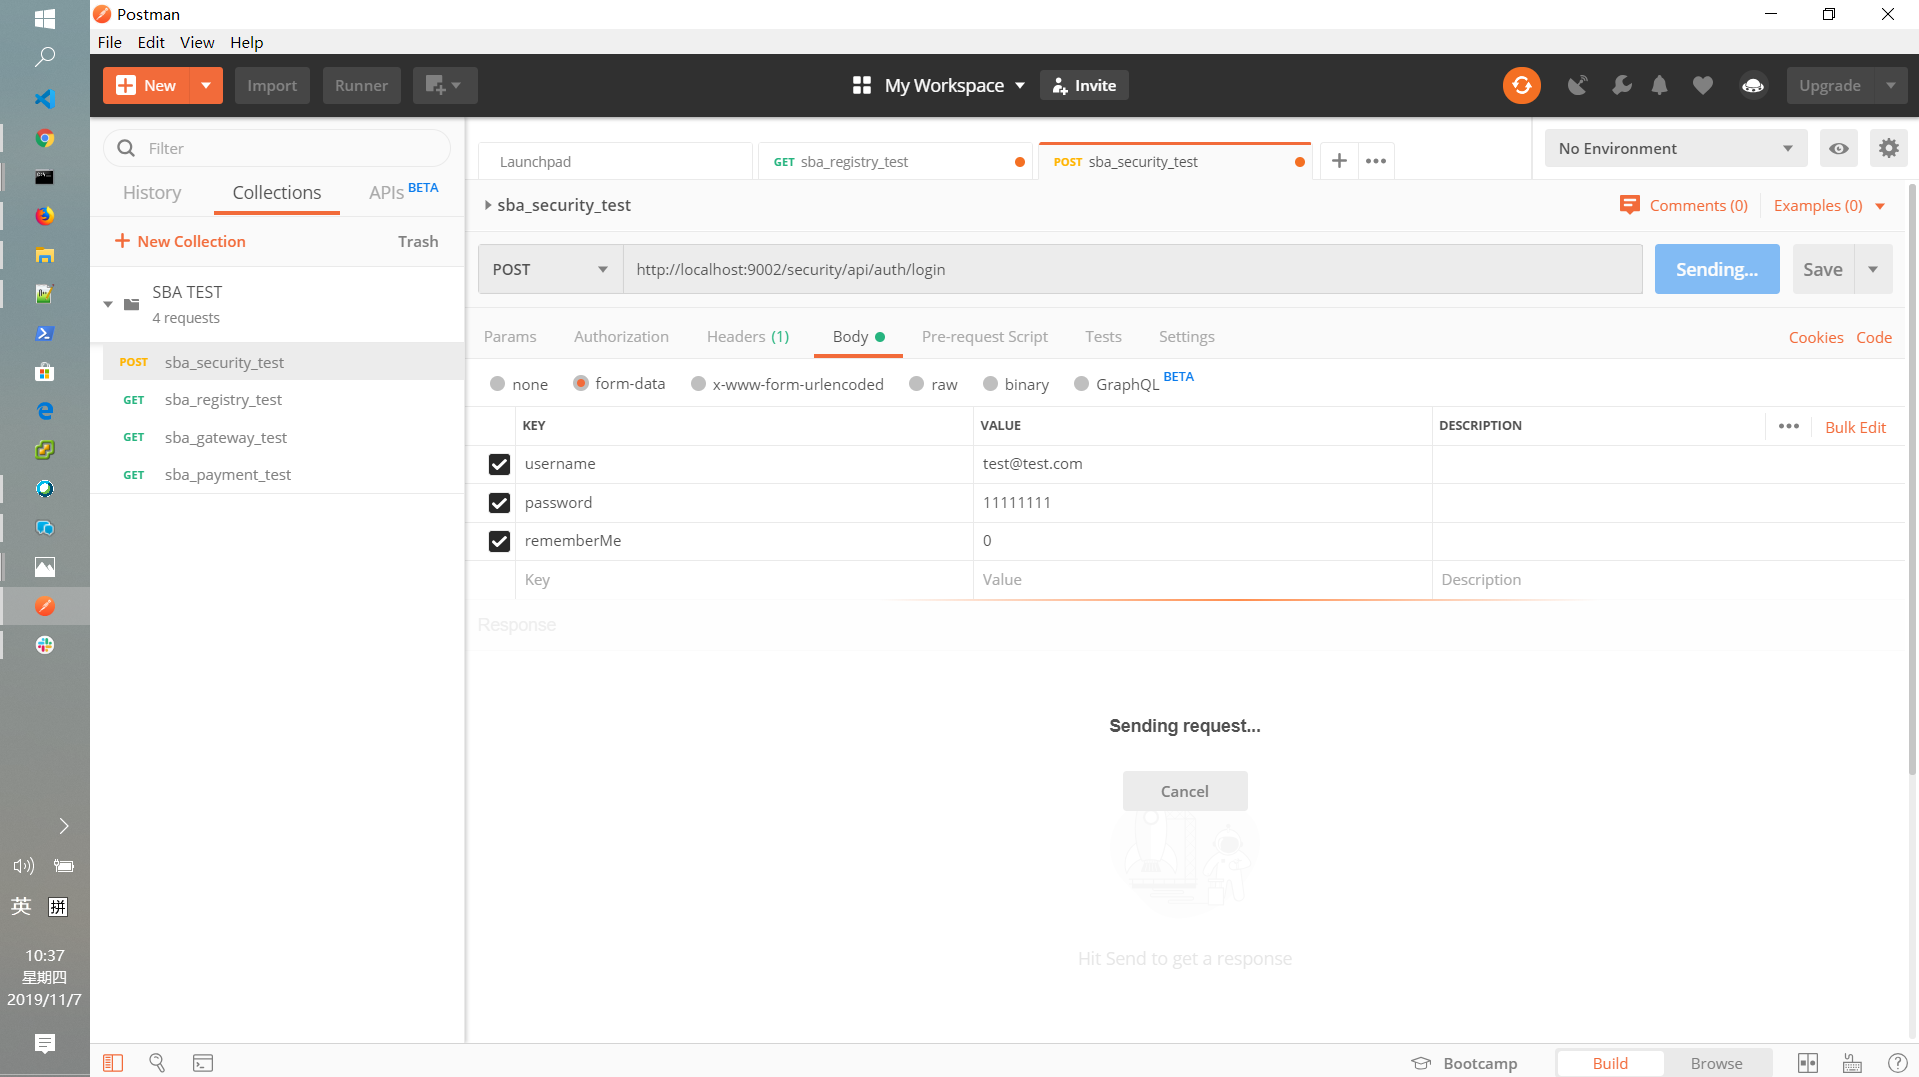 Postman
File Edit View Help
New Import Runner My Workspace Invite Upgrade
Filter
History Collections APIs BETA
New Collection Trash
SBA TEST
4 requests
POST sba_security_test
GET sba_registry_test
GET sba_gateway_test
GET sba_payment_test
Launchpad GET sba_registry_test POST sba_security_test No Environment
sba_security_test Comments (0) Examples (0)
POST http://localhost:9002/security/api/auth/login Sending... Save
Params Authorization Headers (1) Body Pre-request Script Tests Settings Cookies Code
none form-data x-www-form-urlencoded raw binary GraphQL BETA
KEY VALUE DESCRIPTION Bulk Edit
username test@test.com
password 11111111
rememberMe 0
Key Value Description
Response
Sending request...
Cancel
Hit Send to get a response
英 拼
10:37
星期四
2019/11/7
Bootcamp Build Browse